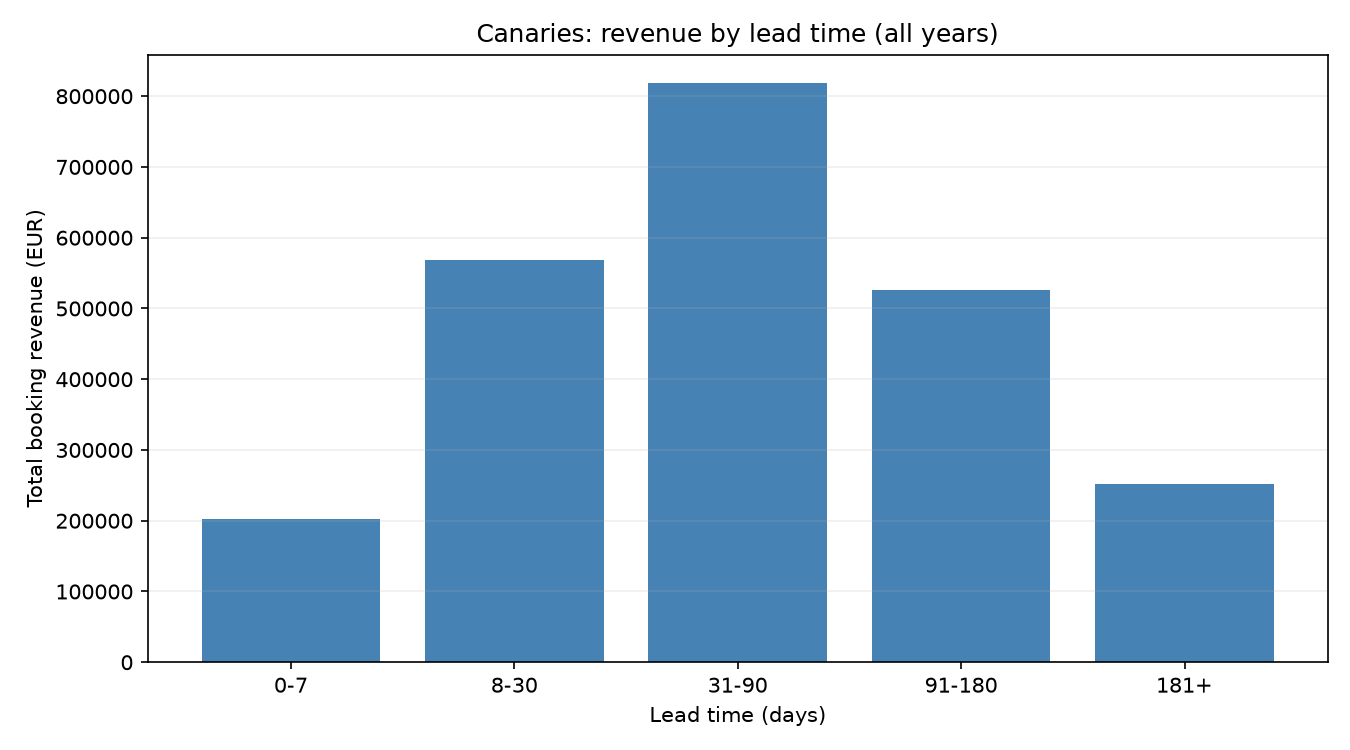 Canaries: revenue by lead time (all years)
Total booking revenue (EUR)
800000
700000
600000
500000
400000
300000
200000
100000
0
0-7 8-30 31-90 91-180 181+
Lead time (days)